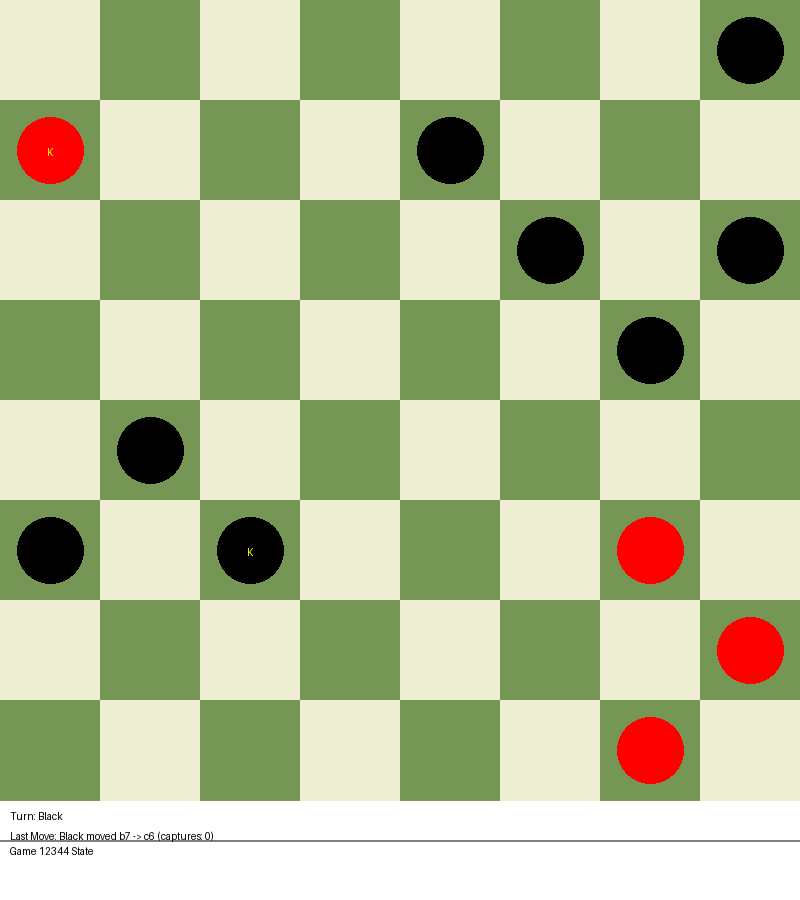 K
K
Turn: Black
Last Move: Black moved b7 -> c6 (captures: 0)
Game 12344 State